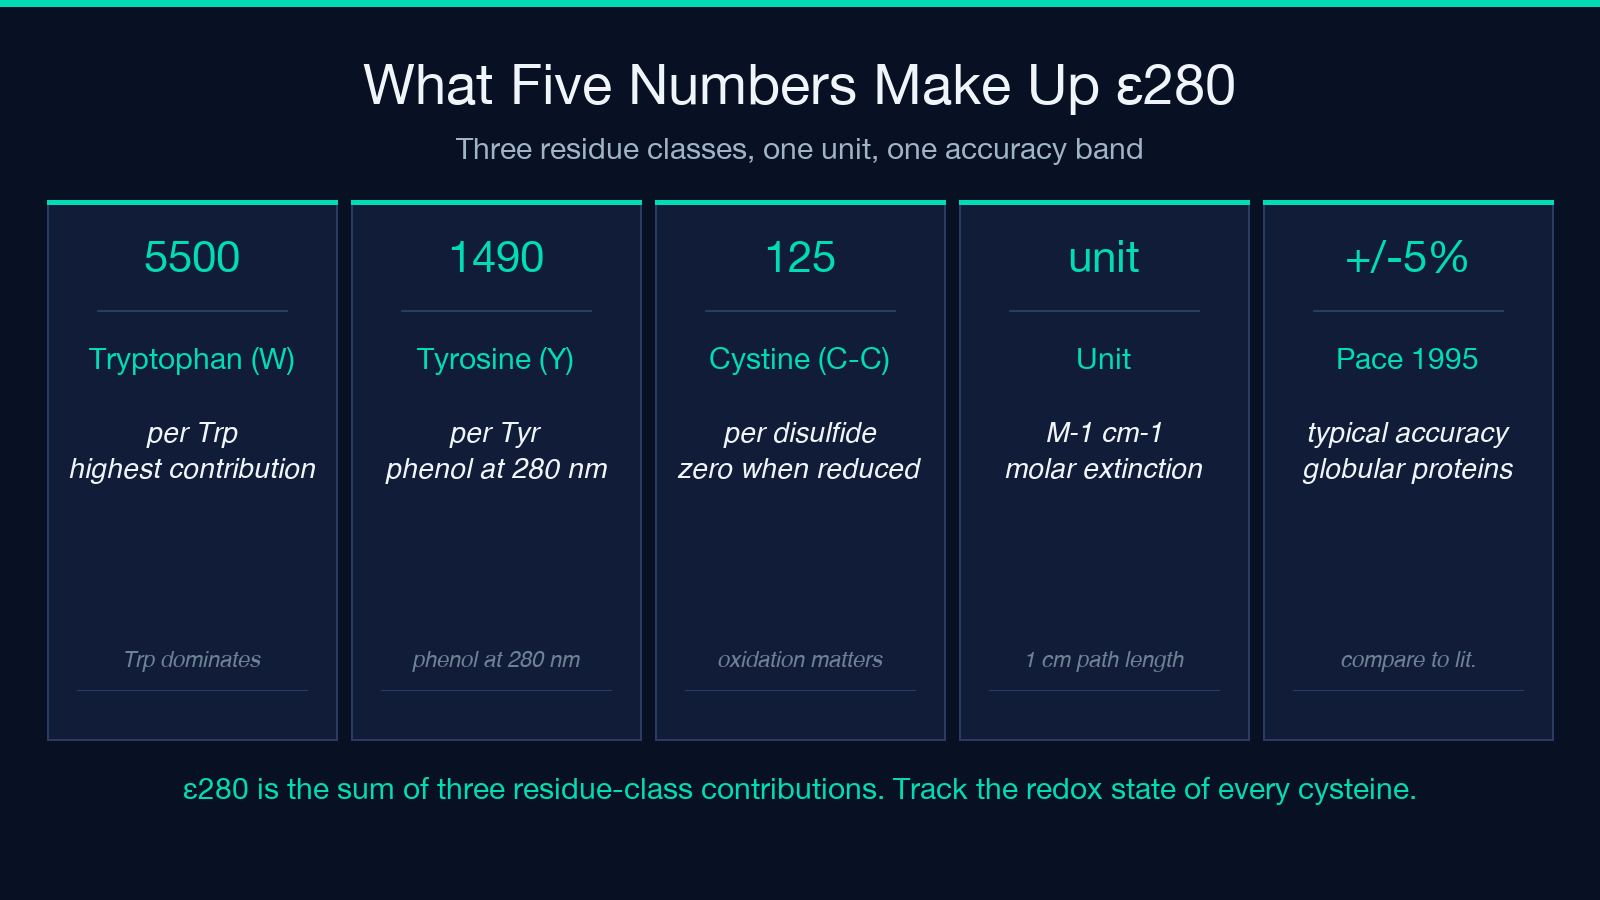 What Five Numbers Make Up ε280
Three residue classes, one unit, one accuracy band
5500
Tryptophan (W)
per Trp
highest contribution
Trp dominates
1490
Tyrosine (Y)
per Tyr
phenol at 280 nm
phenol at 280 nm
125
Cystine (C-C)
per disulfide
zero when reduced
oxidation matters
unit
Unit
M-1 cm-1
molar extinction
1 cm path length
+/-5%
Pace 1995
typical accuracy
globular proteins
compare to lit.
ε280 is the sum of three residue-class contributions. Track the redox state of every cysteine.